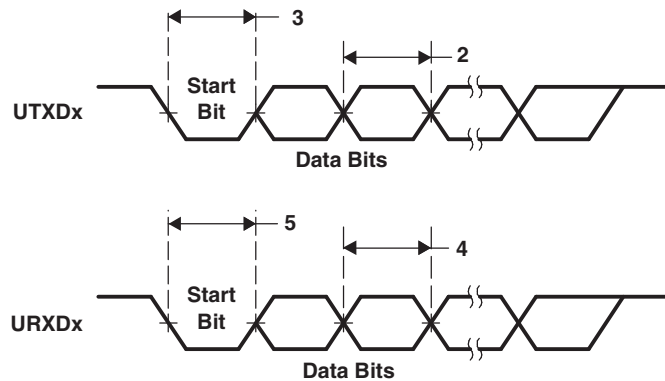 3
2
Start
Bit
UTXDx
Data Bits
5
4
Start
Bit
URXDx
Data Bits